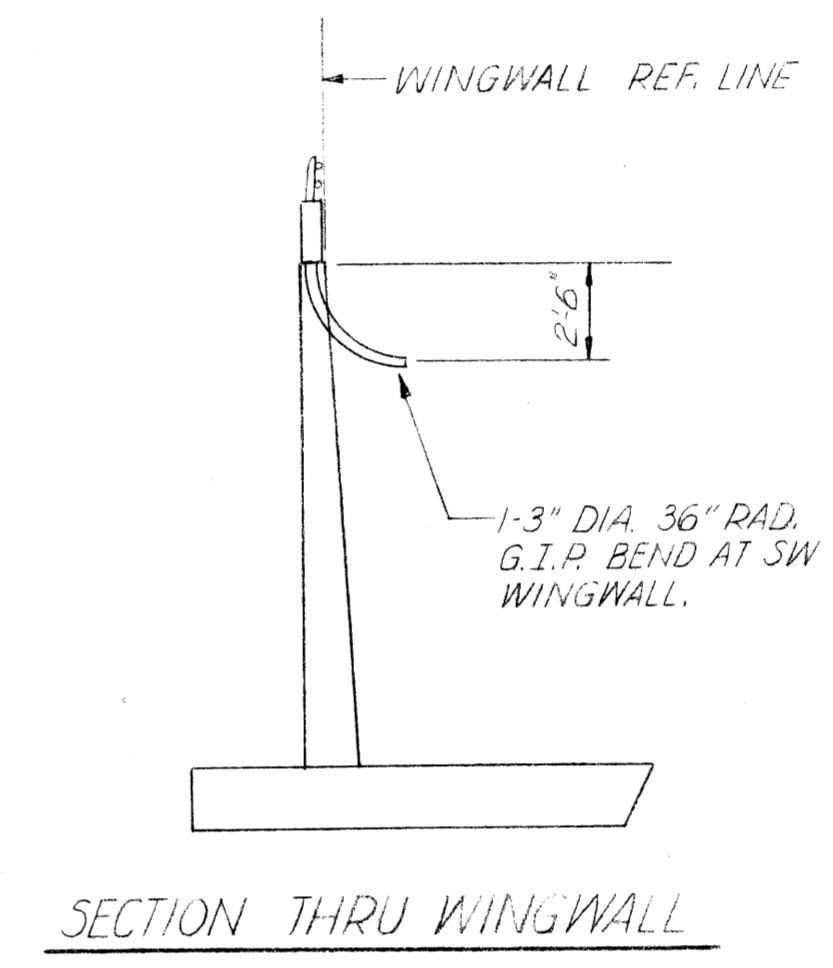 WINGWALL REF. LINE
2'-6"
1-3" DIA. 36" RAD.
G.I.P. BEND AT SW
WINGWALL.
SECTION THRU WINGWALL